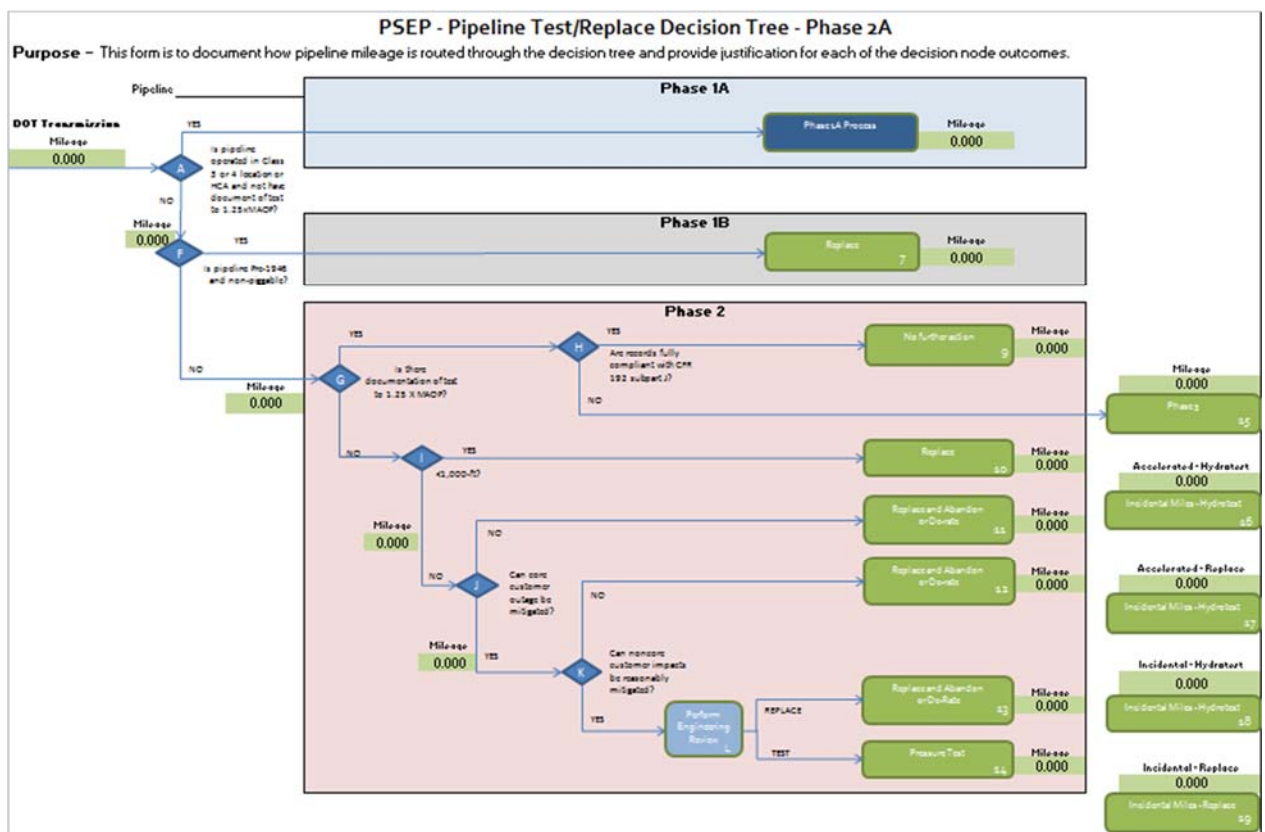 PSEP - Pipeline Test/Replace Decision Tree - Phase 2A
Purpose – This form is to document how pipeline mileage is routed through the decision tree and provide justification for each of the decision node outcomes.
Pipeline
Phase 1A
DOT Transmission
Mileage
0.000
A
YES
NO
Is pipeline
operated in Class
3 or 4 location or
HCA and not have
document of test
to 1.25xMAOP?
Phase 1A Process
Mileage
0.000
Phase 1B
Mileage
0.000
F
YES
NO
Is pipeline Pre-1946
and non-piggable?
Replace
7
Mileage
0.000
Phase 2
Mileage
0.000
G
YES
NO
Is there
documentation of test
to 1.25 X MAOP?
H
YES
NO
Are records fully
compliant with CFR
192 subpart J?
No further action
9
Mileage
0.000
Mileage
0.000
Phase 3
15
I
YES
NO
<1,000-ft?
Replace
10
Mileage
0.000
Mileage
0.000
J
NO
YES
Can core
customer
outage be
mitigated?
Replace and Abandon
or De-rate
11
Mileage
0.000
Mileage
0.000
K
NO
YES
Can noncore
customer impacts
be reasonably
mitigated?
Replace and Abandon
or De-rate
12
Mileage
0.000
Perform
Engineering
Review
L
REPLACE
TEST
Replace and Abandon
or De-Rate
13
Mileage
0.000
Pressure Test
14
Mileage
0.000
Accelerated - Hydrotest
0.000
Incidental Miles - Hydrotest
16
Accelerated - Replace
0.000
Incidental Miles - Hydrotest
17
Incidental - Hydrotest
0.000
Incidental Miles - Hydrotest
18
Incidental - Replace
0.000
Incidental Miles - Replace
19